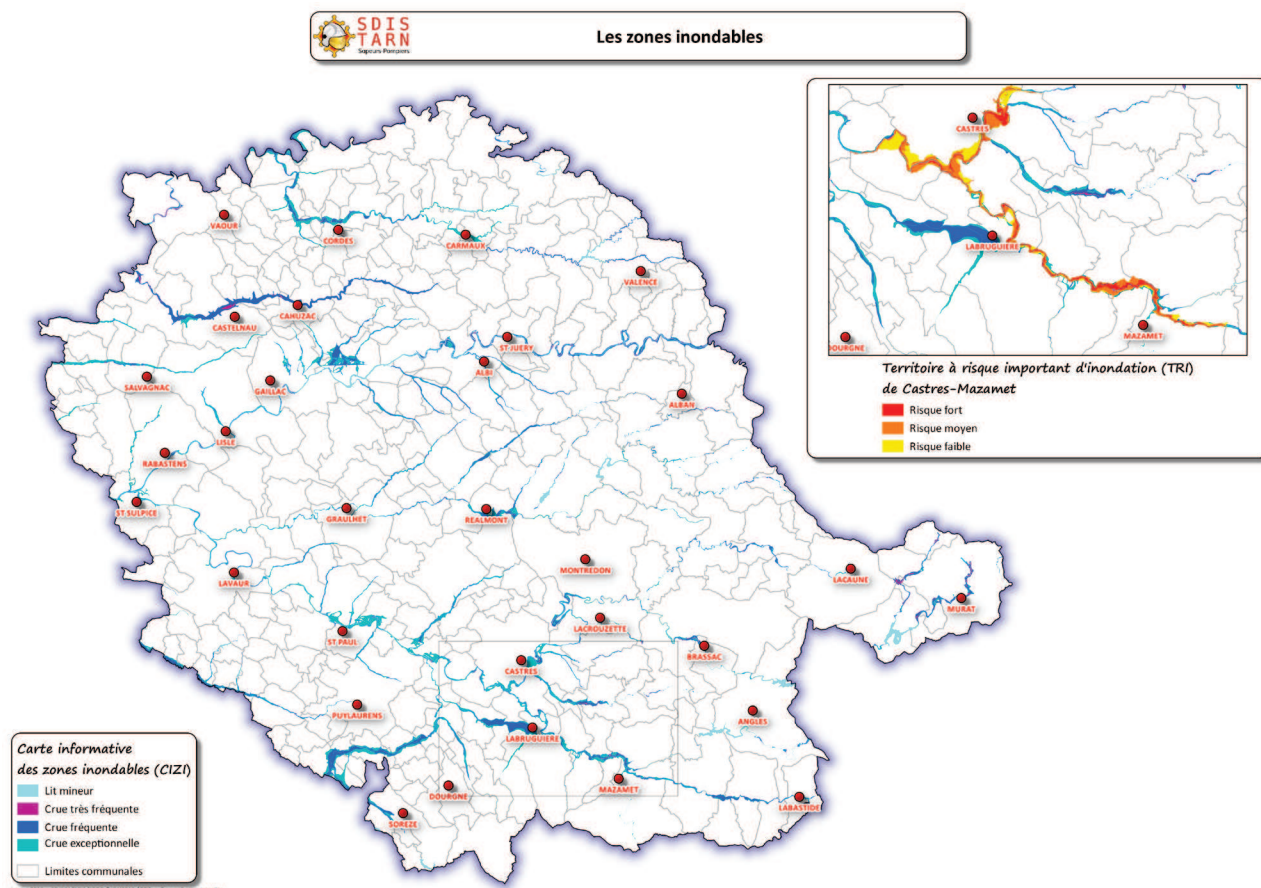 SDIS
TARN
Sapeurs-Pompiers
Les zones inondables
CASTRES
LABRUGUIERE
DOURGNE
MAZAMET
Territoire à risque important d'inondation (TRI)
de Castres-Mazamet
Risque fort
Risque moyen
Risque faible
VAOUR
CORDES
CARMAUX
VALENCE
CASTELNAU
CAHUZAC
ST JUERY
ALBI
SALVAGNAC
GAILLAC
ALBAN
LISLE
RABASTENS
ST SULPICE
GRAULHET
REALMONT
MONTREDON
LAVAUR
LACAUNE
MURAT
ST PAUL
LACROUZETTE
BRASSAC
CASTRES
PUYLAURENS
ANGLES
LABRUGUIERE
DOURGNE
MAZAMET
LABASTIDE
SOREZE
Carte informative
des zones inondables (CIZI)
Lit mineur
Crue très fréquente
Crue fréquente
Crue exceptionnelle
Limites communales